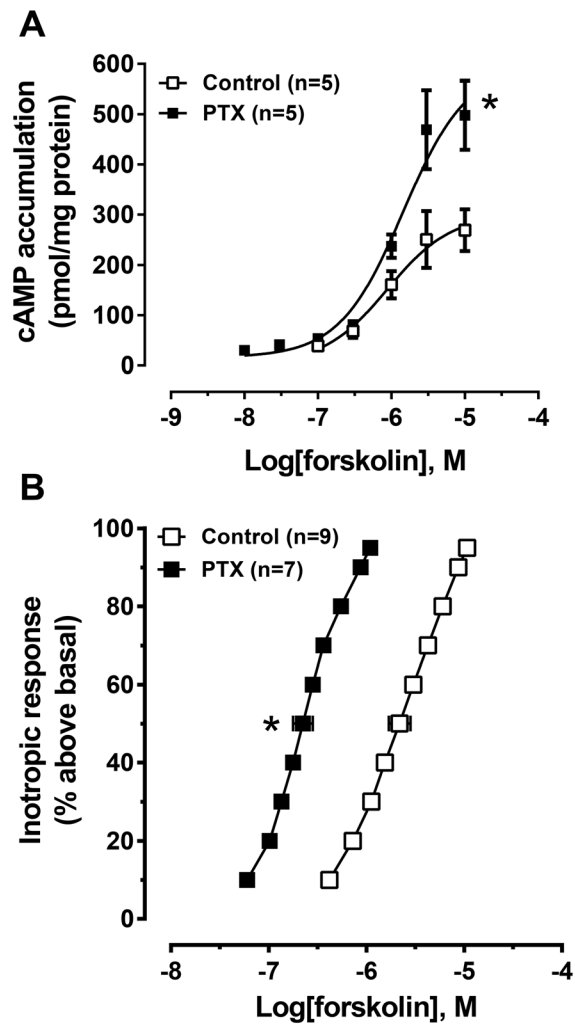 A
cAMP accumulation
(pmol/mg protein)
600
500
400
300
200
100
0
Control (n=5)
PTX (n=5)
*
-9 -8 -7 -6 -5 -4
Log[forskolin], M
B
Inotropic response
(% above basal)
100
80
60
40
20
0
Control (n=9)
PTX (n=7)
*
-8 -7 -6 -5 -4
Log[forskolin], M